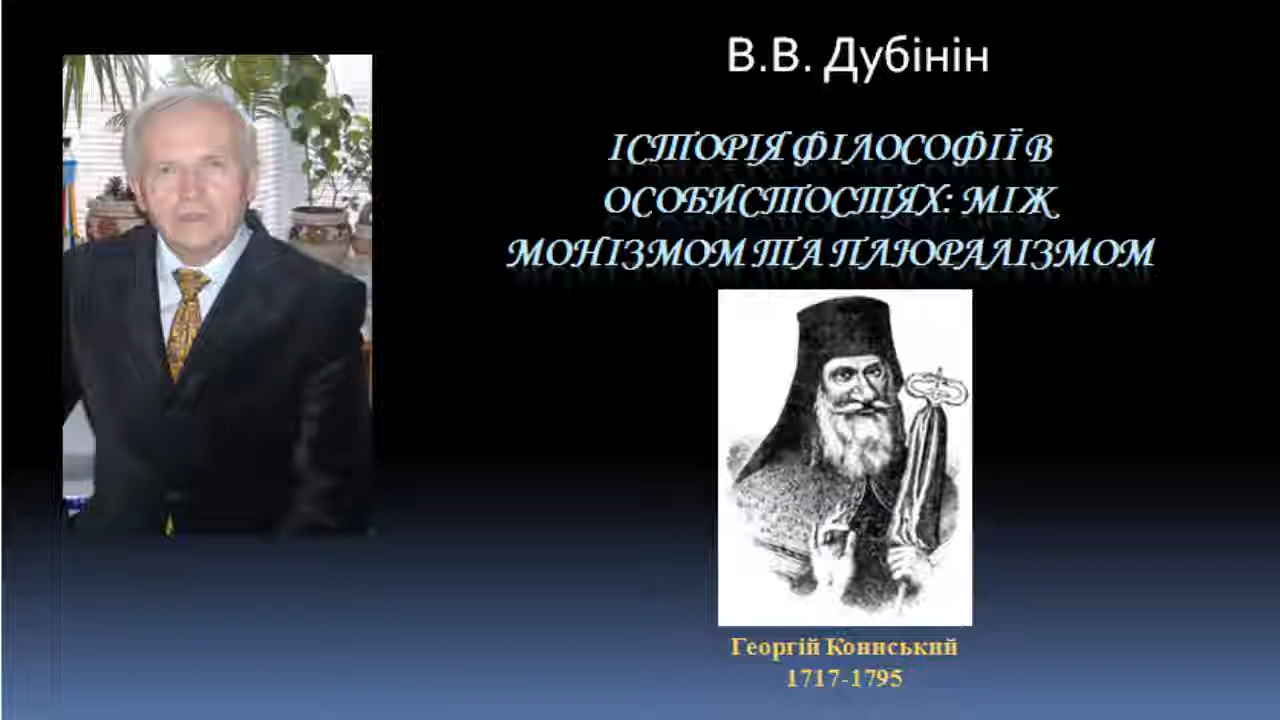 В.В. Дубінін
ІСТОРІЯ ФІЛОСОФІЇ В
ОСОБИСТОСТЯХ: МІЖ
МОНІЗМОМ ТА ПЛЮРАЛІЗМОМ
Георгій Кониський
1717-1795